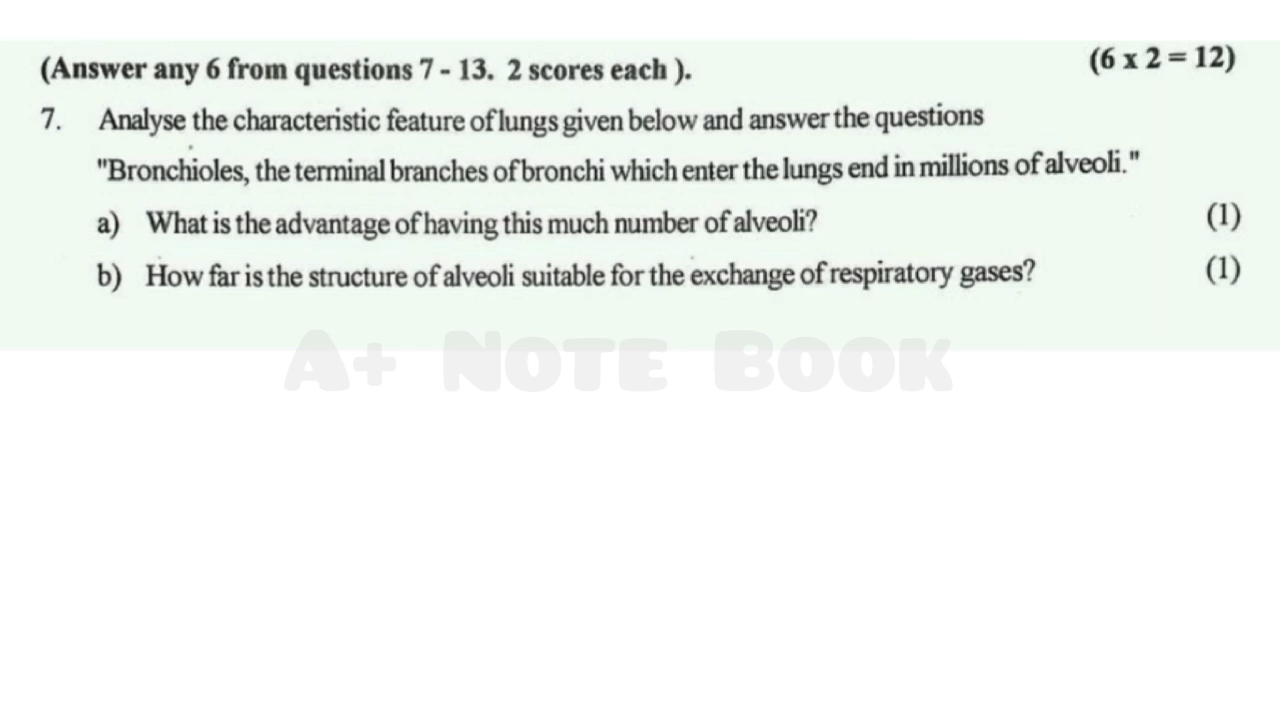 (Answer any 6 from questions 7 - 13. 2 scores each ). (6 x 2 = 12)
7. Analyse the characteristic feature of lungs given below and answer the questions
"Bronchioles, the terminal branches of bronchi which enter the lungs end in millions of alveoli."
a) What is the advantage of having this much number of alveoli? (1)
b) How far is the structure of alveoli suitable for the exchange of respiratory gases? (1)
A+ Note Book